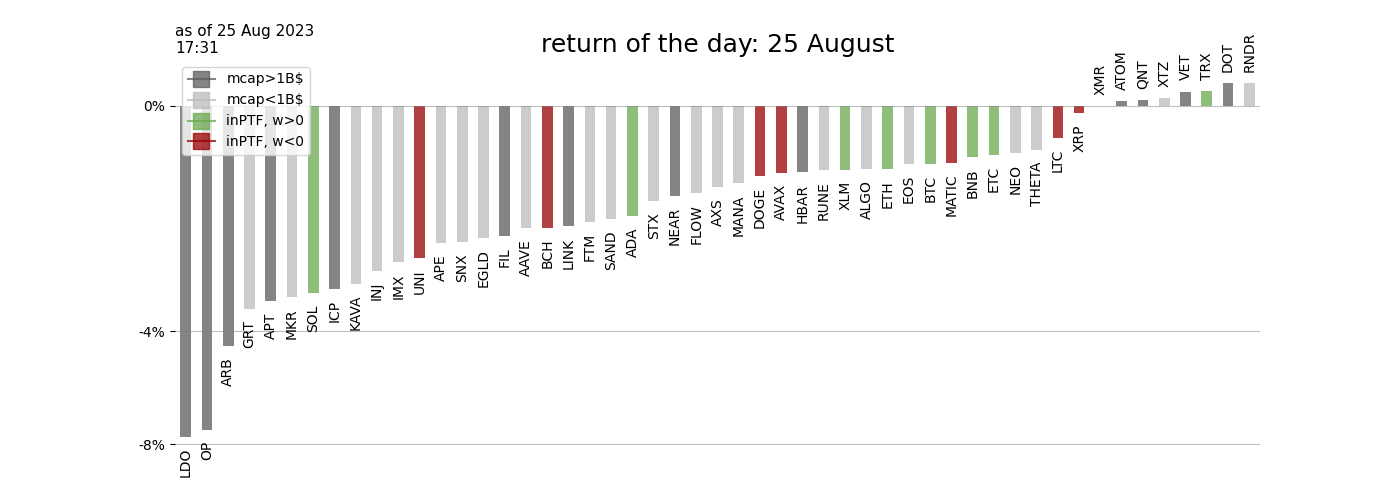 as of 25 Aug 2023
17:31
return of the day: 25 August
mcap>1B$
mcap<1B$
inPTF, w>0
inPTF, w<0
0%
-4%
-8%
LDO
OP
ARB
GRT
APT
MKR
SOL
ICP
KAVA
INJ
IMX
UNI
APE
SNX
EGLD
FIL
AAVE
BCH
LINK
FTM
SAND
ADA
STX
NEAR
FLOW
AXS
MANA
DOGE
AVAX
HBAR
RUNE
XLM
ALGO
ETH
EOS
BTC
MATIC
BNB
ETC
NEO
THETA
LTC
XRP
XMR
ATOM
QNT
XTZ
VET
TRX
DOT
RNDR